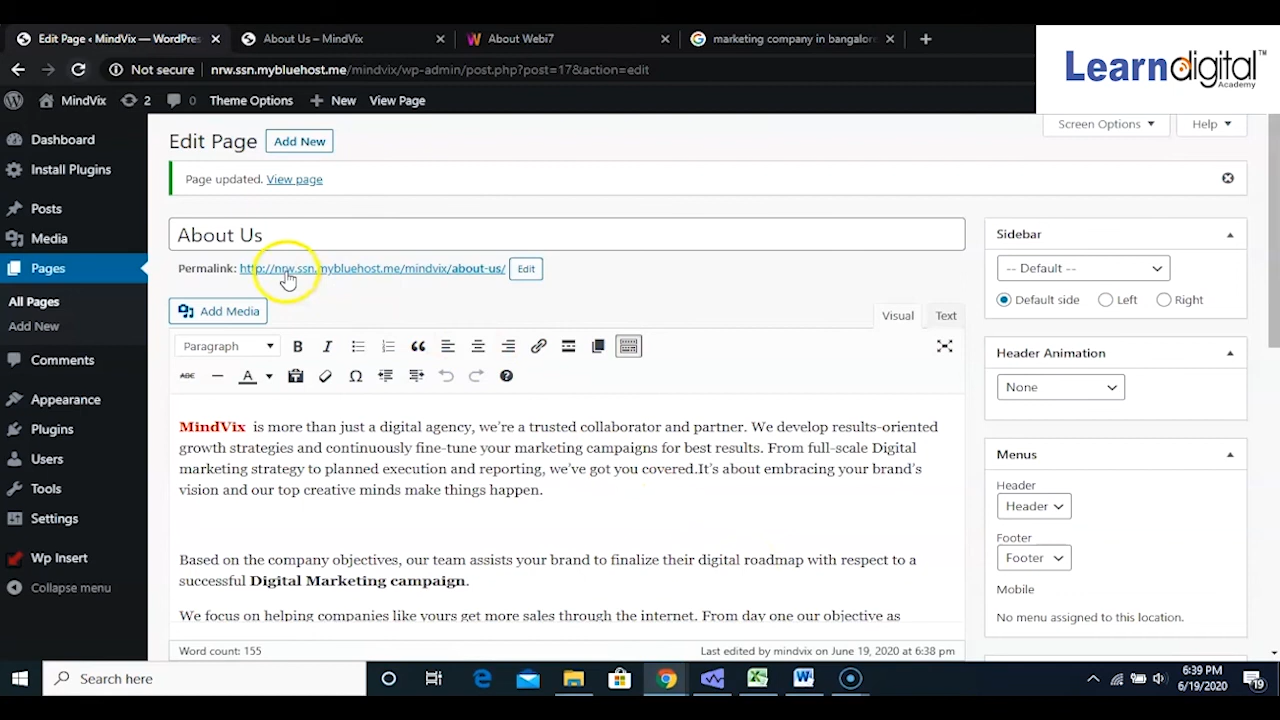 Edit Page ‹ MindVix — WordPres
About Us – MindVix
About Webi7
marketing company in bangalore
Learndigital™
Academy
Not secure
nrw.ssn.mybluehost.me/mindvix/wp-admin/post.php?post=17&action=edit
MindVix
2
0
Theme Options
New
View Page
Dashboard
Install Plugins
Posts
Media
Pages
All Pages
Add New
Comments
Appearance
Plugins
Users
Tools
Settings
Wp Insert
Collapse menu
Screen Options
Help
Edit Page
Add New
Page updated. View page
About Us
Permalink: http://nrw.ssn.mybluehost.me/mindvix/about-us/
Edit
Add Media
Visual
Text
Paragraph
B
I
ABC
A
Ω
MindVix is more than just a digital agency, we're a trusted collaborator and partner. We develop results-oriented
growth strategies and continuously fine-tune your marketing campaigns for best results. From full-scale Digital
marketing strategy to planned execution and reporting, we've got you covered.It's about embracing your brand's
vision and our top creative minds make things happen.
Based on the company objectives, our team assists your brand to finalize their digital roadmap with respect to a
successful Digital Marketing campaign.
We focus on helping companies like yours get more sales through the internet. From day one our objective as
Word count: 155
Last edited by mindvix on June 19, 2020 at 6:38 pm
Sidebar
-- Default --
Default side
Left
Right
Header Animation
None
Menus
Header
Header
Footer
Footer
Mobile
No menu assigned to this location.
Search here
6:39 PM
6/19/2020
19